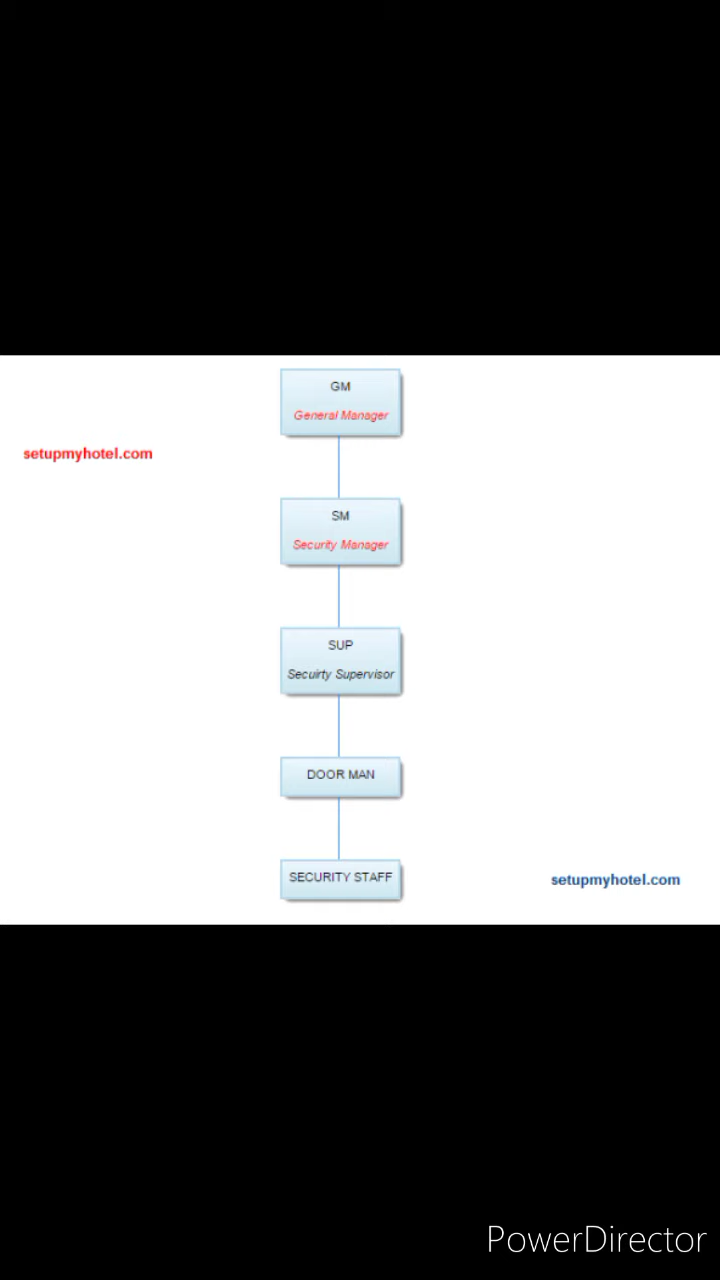 GM
General Manager
setupmyhotel.com
SM
Security Manager
SUP
Secuirty Supervisor
DOOR MAN
SECURITY STAFF
setupmyhotel.com
PowerDirector